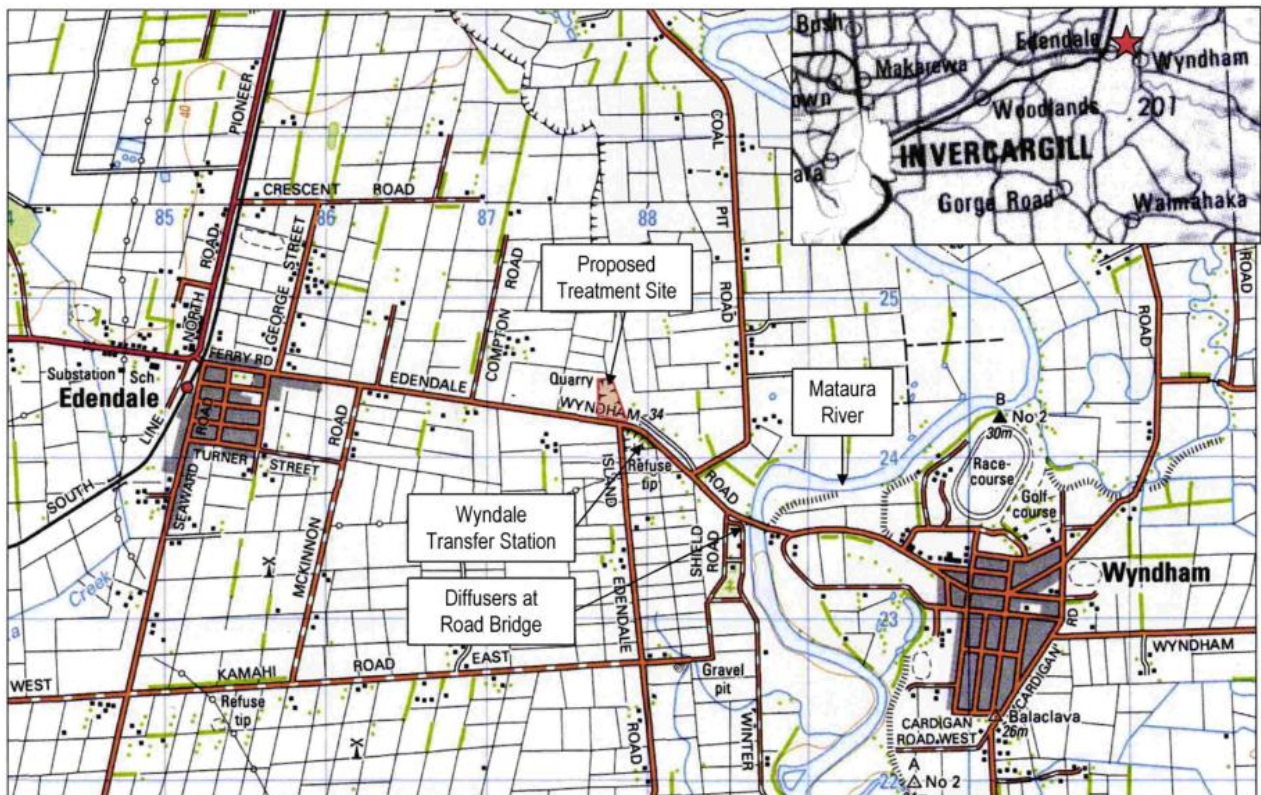 Bush
Edendale
Makarewa
Wyndham
own
Woodlands
201
INVERCARGILL
Gorge Road
Waimahaka
PIONEER
40
COAL
PIT
ROAD
CRESCENT ROAD
85
86
87
88
NORTH
ROAD
GEORGE
STREET
COMPTON
ROAD
Proposed
Treatment Site
25
ROAD
ROAD
FERRY RD
Substation
Sch
Edendale
EDENDALE
Quarry
WYNDHAM
34
Mataura
River
B
No 2
30m
LINE
ROAD
ROAD
TURNER
STREET
ISLAND
Refuse
tip
ROAD
24
Race-
course
Golf
course
SOUTH
SEAWARD
MCKINNON
Wyndale
Transfer Station
SHIELD
ROAD
Wyndham
Creek
Diffusers at
Road Bridge
EDENDALE
23
RD
WYNDHAM
WEST
KAMAHI
ROAD
EAST
Gravel
pit
CARDIGAN
Refuse
tip
Balaclava
26m
CARDIGAN
ROAD WEST
ROAD
WINTER
A
No 2
22